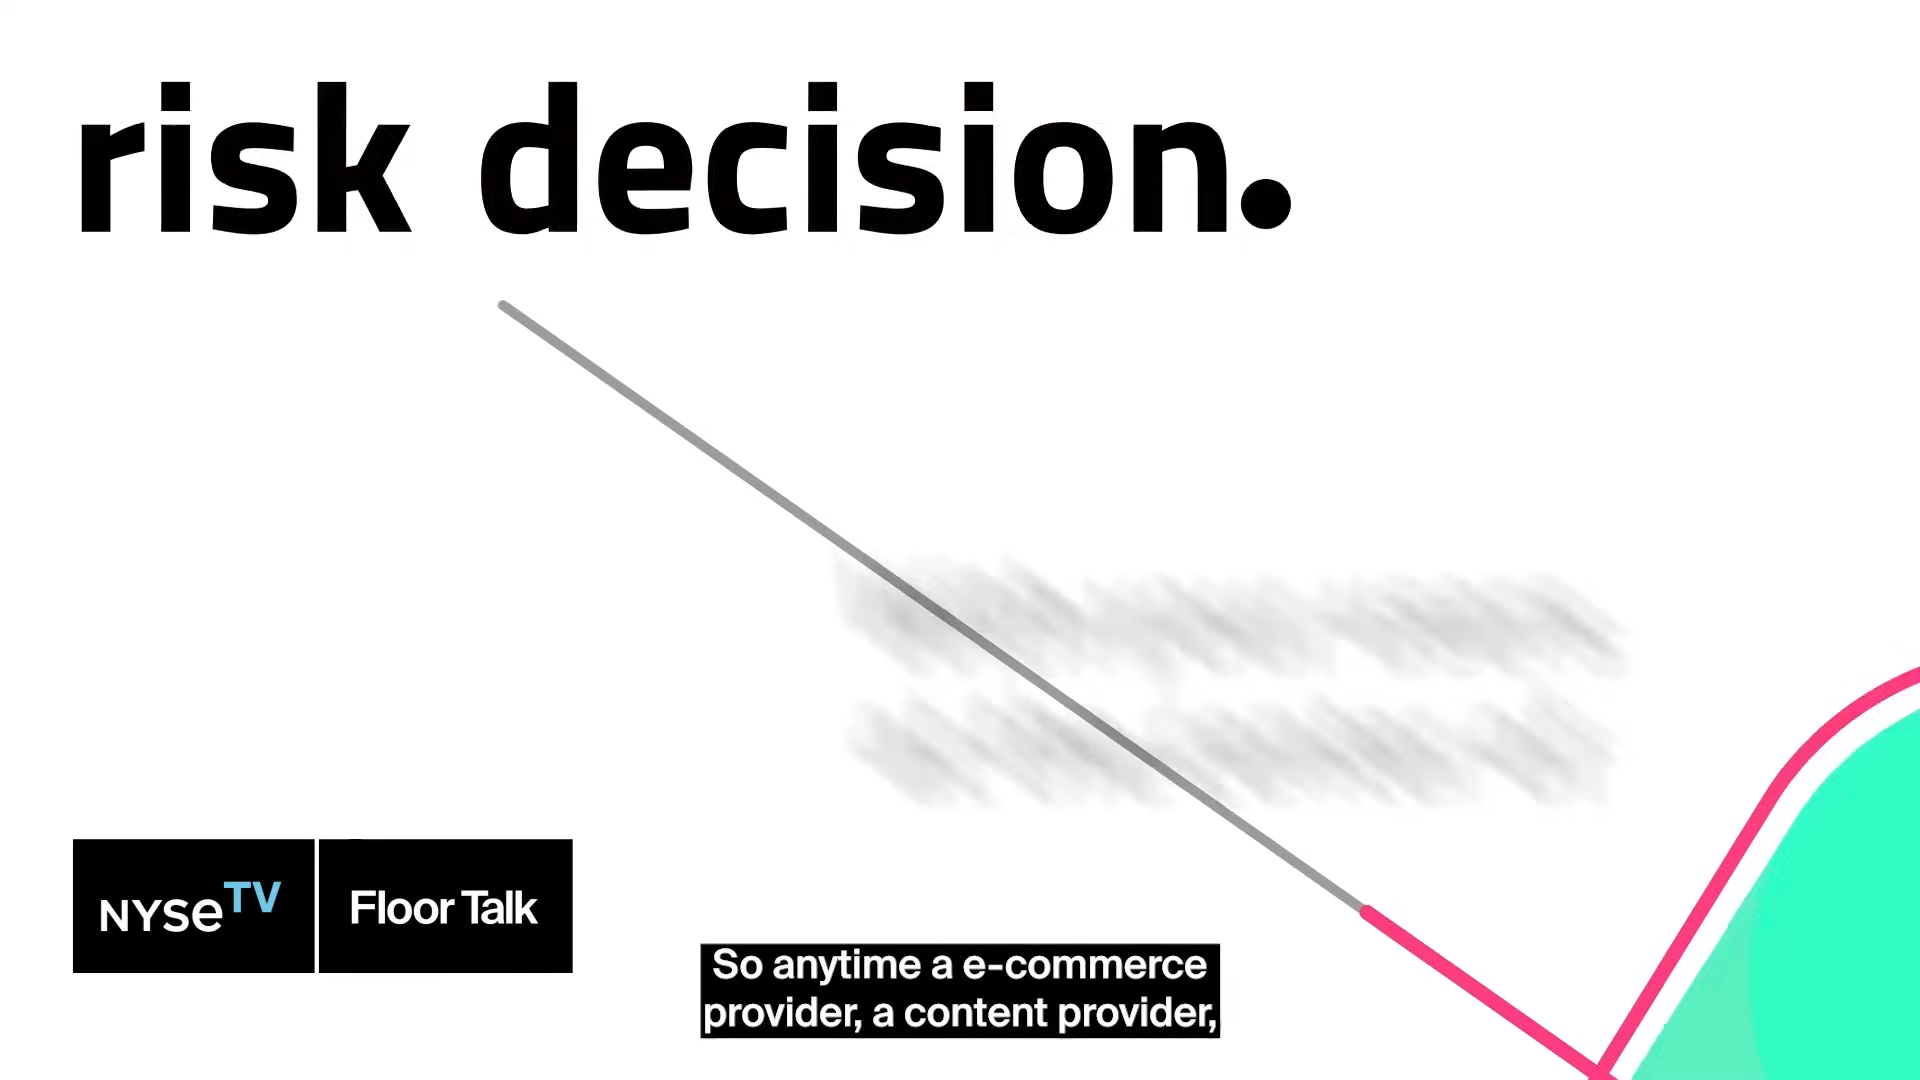 risk decision.
NYSE TV
Floor Talk
So anytime a e-commerce
provider, a content provider,